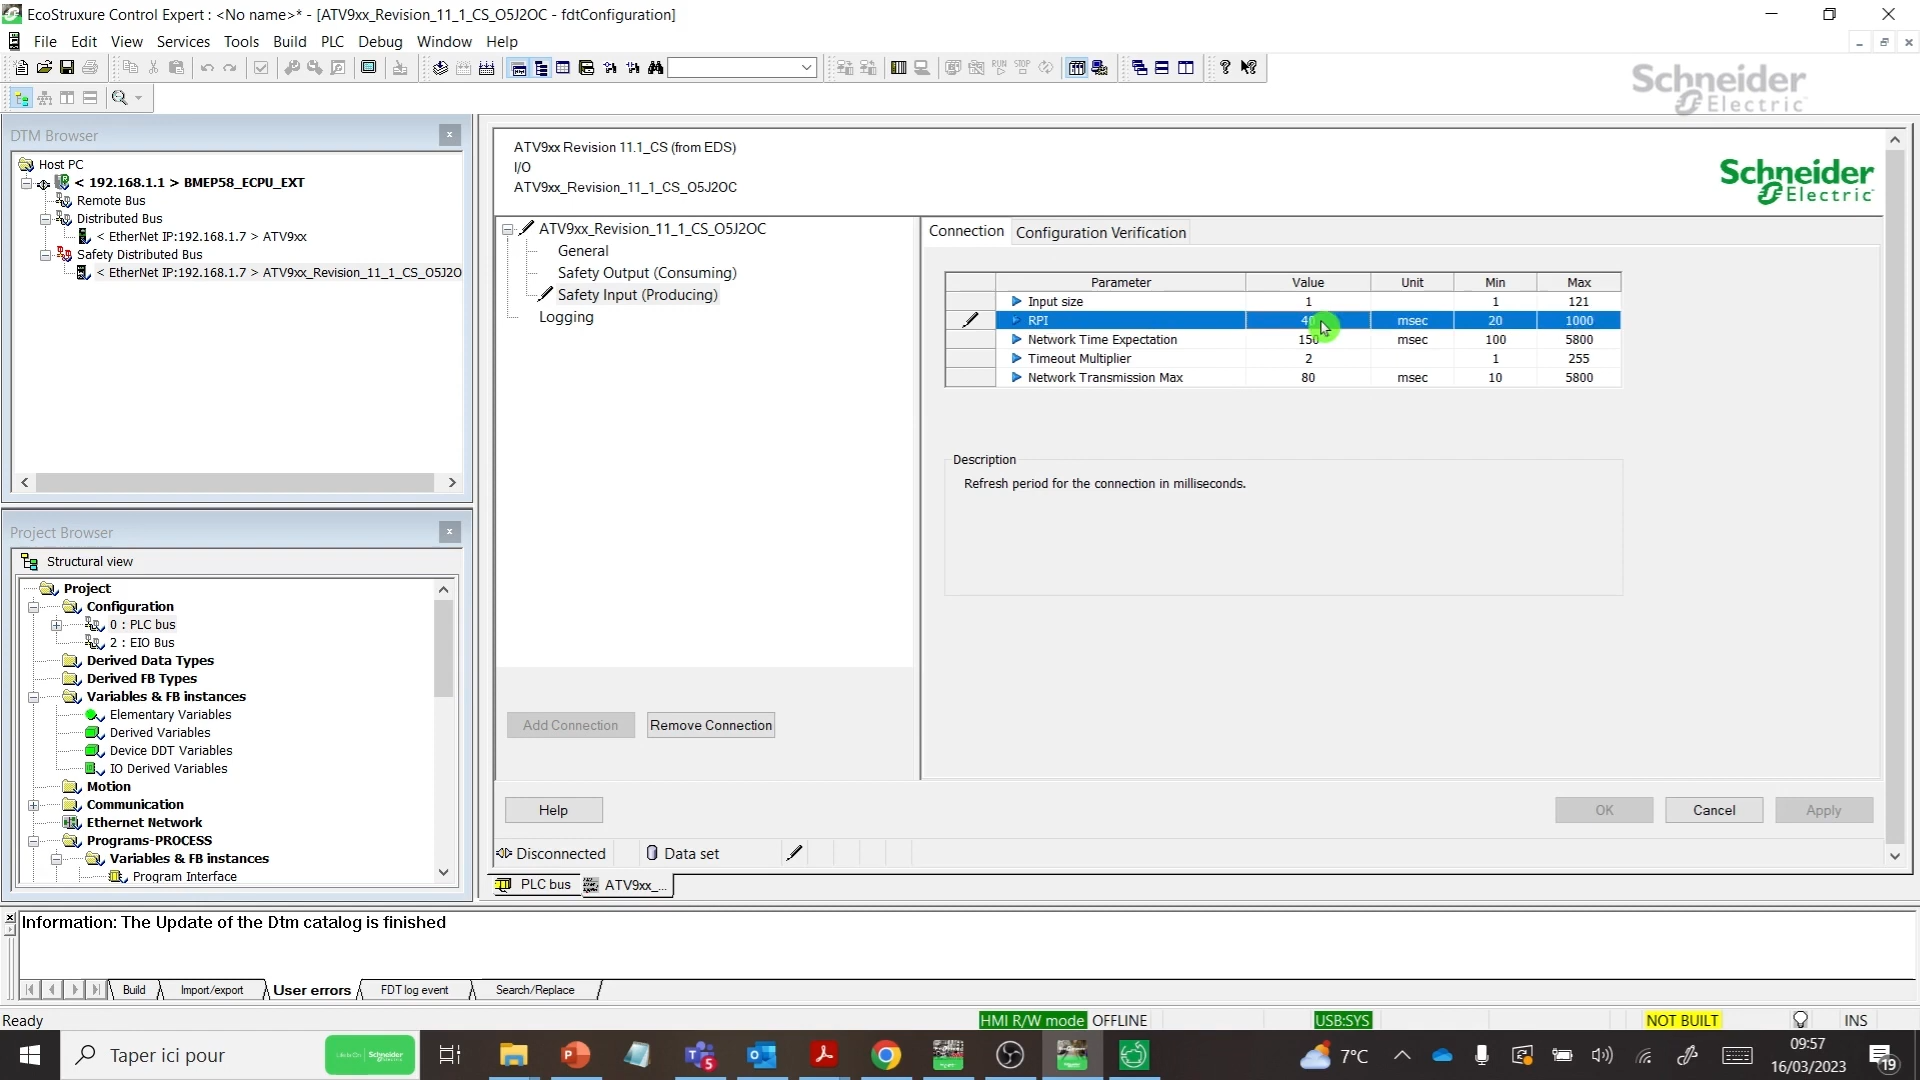 EcoStruxure Control Expert : <No name>* - [ATV9xx_Revision_11_1_CS_O5J2OC - fdtConfiguration]
File Edit View Services Tools Build PLC Debug Window Help
RUN STOP
Schneider Electric
DTM Browser
Host PC
< 192.168.1.1 > BMEP58_ECPU_EXT
Remote Bus
Distributed Bus
< EtherNet IP:192.168.1.7 > ATV9xx
Safety Distributed Bus
< EtherNet IP:192.168.1.7 > ATV9xx_Revision_11_1_CS_O5J2O
Project Browser
Structural view
Project
Configuration
0 : PLC bus
2 : EIO Bus
Derived Data Types
Derived FB Types
Variables & FB instances
Elementary Variables
Derived Variables
Device DDT Variables
IO Derived Variables
Motion
Communication
Ethernet Network
Programs-PROCESS
Variables & FB instances
Program Interface
ATV9xx Revision 11.1_CS (from EDS)
I/O
ATV9xx_Revision_11_1_CS_O5J2OC
Schneider Electric
ATV9xx_Revision_11_1_CS_O5J2OC
General
Safety Output (Consuming)
Safety Input (Producing)
Logging
Add Connection Remove Connection
Connection Configuration Verification
Parameter Value Unit Min Max
Input size 1 1 121
RPI msec 20 1000
Network Time Expectation 150 msec 100 5800
Timeout Multiplier 2 1 255
Network Transmission Max 80 msec 10 5800
Description
Refresh period for the connection in milliseconds.
Help OK Cancel Apply
Disconnected Data set
PLC bus ATV9xx_...
Information: The Update of the Dtm catalog is finished
Build Import/export User errors FDT log event Search/Replace
Ready HMI R/W mode OFFLINE USB:SYS NOT BUILT INS
Taper ici pour Schneider 7°C 09:57
16/03/2023 19